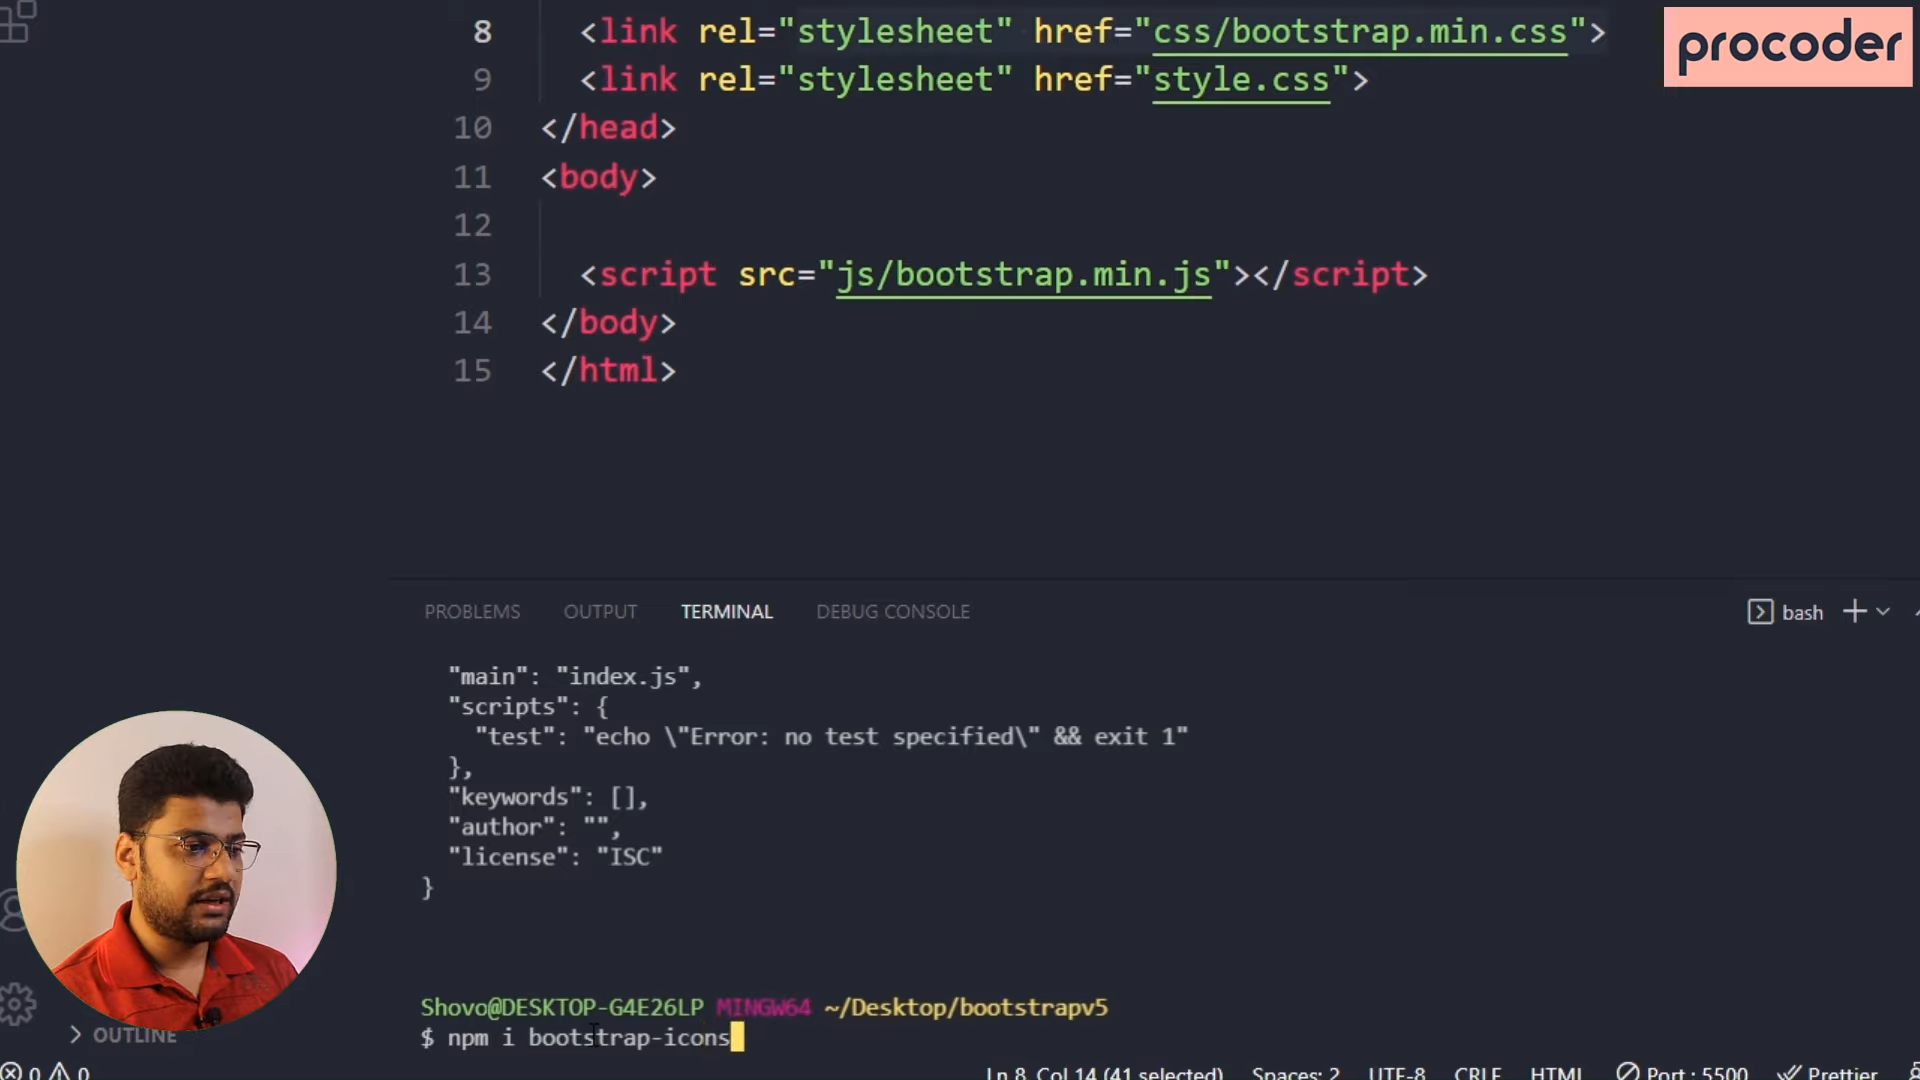 8 <link rel="stylesheet" href="css/bootstrap.min.css">
procoder
9 <link rel="stylesheet" href="style.css">
10 </head>
11 <body>
12
13 <script src="js/bootstrap.min.js"></script>
14 </body>
15 </html>
PROBLEMS OUTPUT TERMINAL DEBUG CONSOLE
bash
"main": "index.js",
"scripts": {
"test": "echo \"Error: no test specified\" && exit 1"
},
"keywords": [],
"author": "",
"license": "ISC"
}
Shovo@DESKTOP-G4E26LP MINGW64 ~/Desktop/bootstrapv5
$ npm i bootstrap-icons
OUTLINE
0 0 Ln 8, Col 14 (41 selected) Spaces: 2 UTF-8 CRLF HTML Port : 5500 Prettier